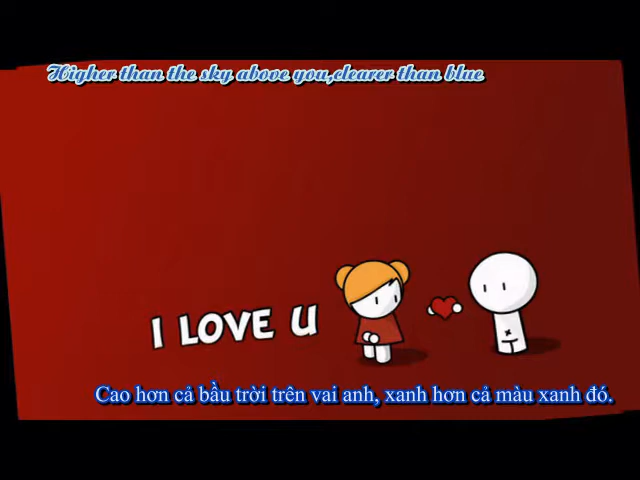 Higher than the sky above you,clearer than blue
I LOVE U
Cao hơn cả bầu trời trên vai anh, xanh hơn cả màu xanh đó.